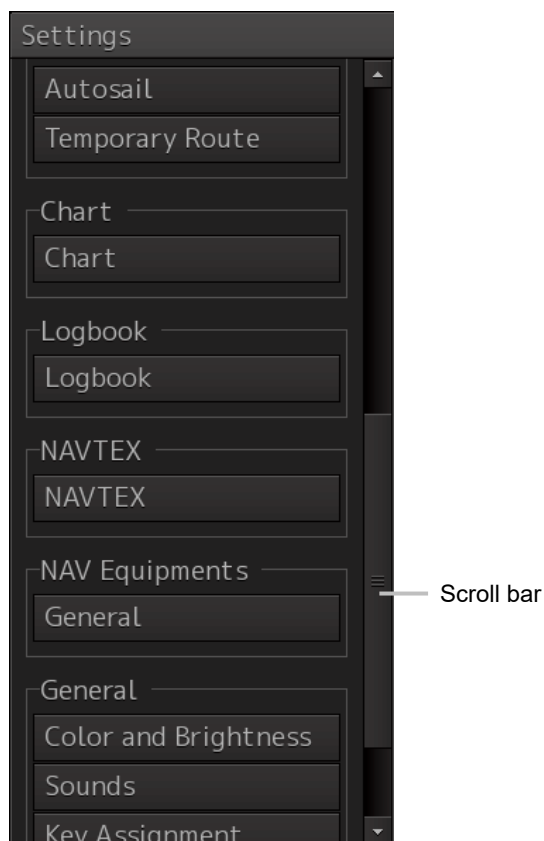 Settings
Autosail
Temporary Route
Chart
Chart
Logbook
Logbook
NAVTEX
NAVTEX
NAV Equipments
General
Scroll bar
General
Color and Brightness
Sounds
Key Assignment